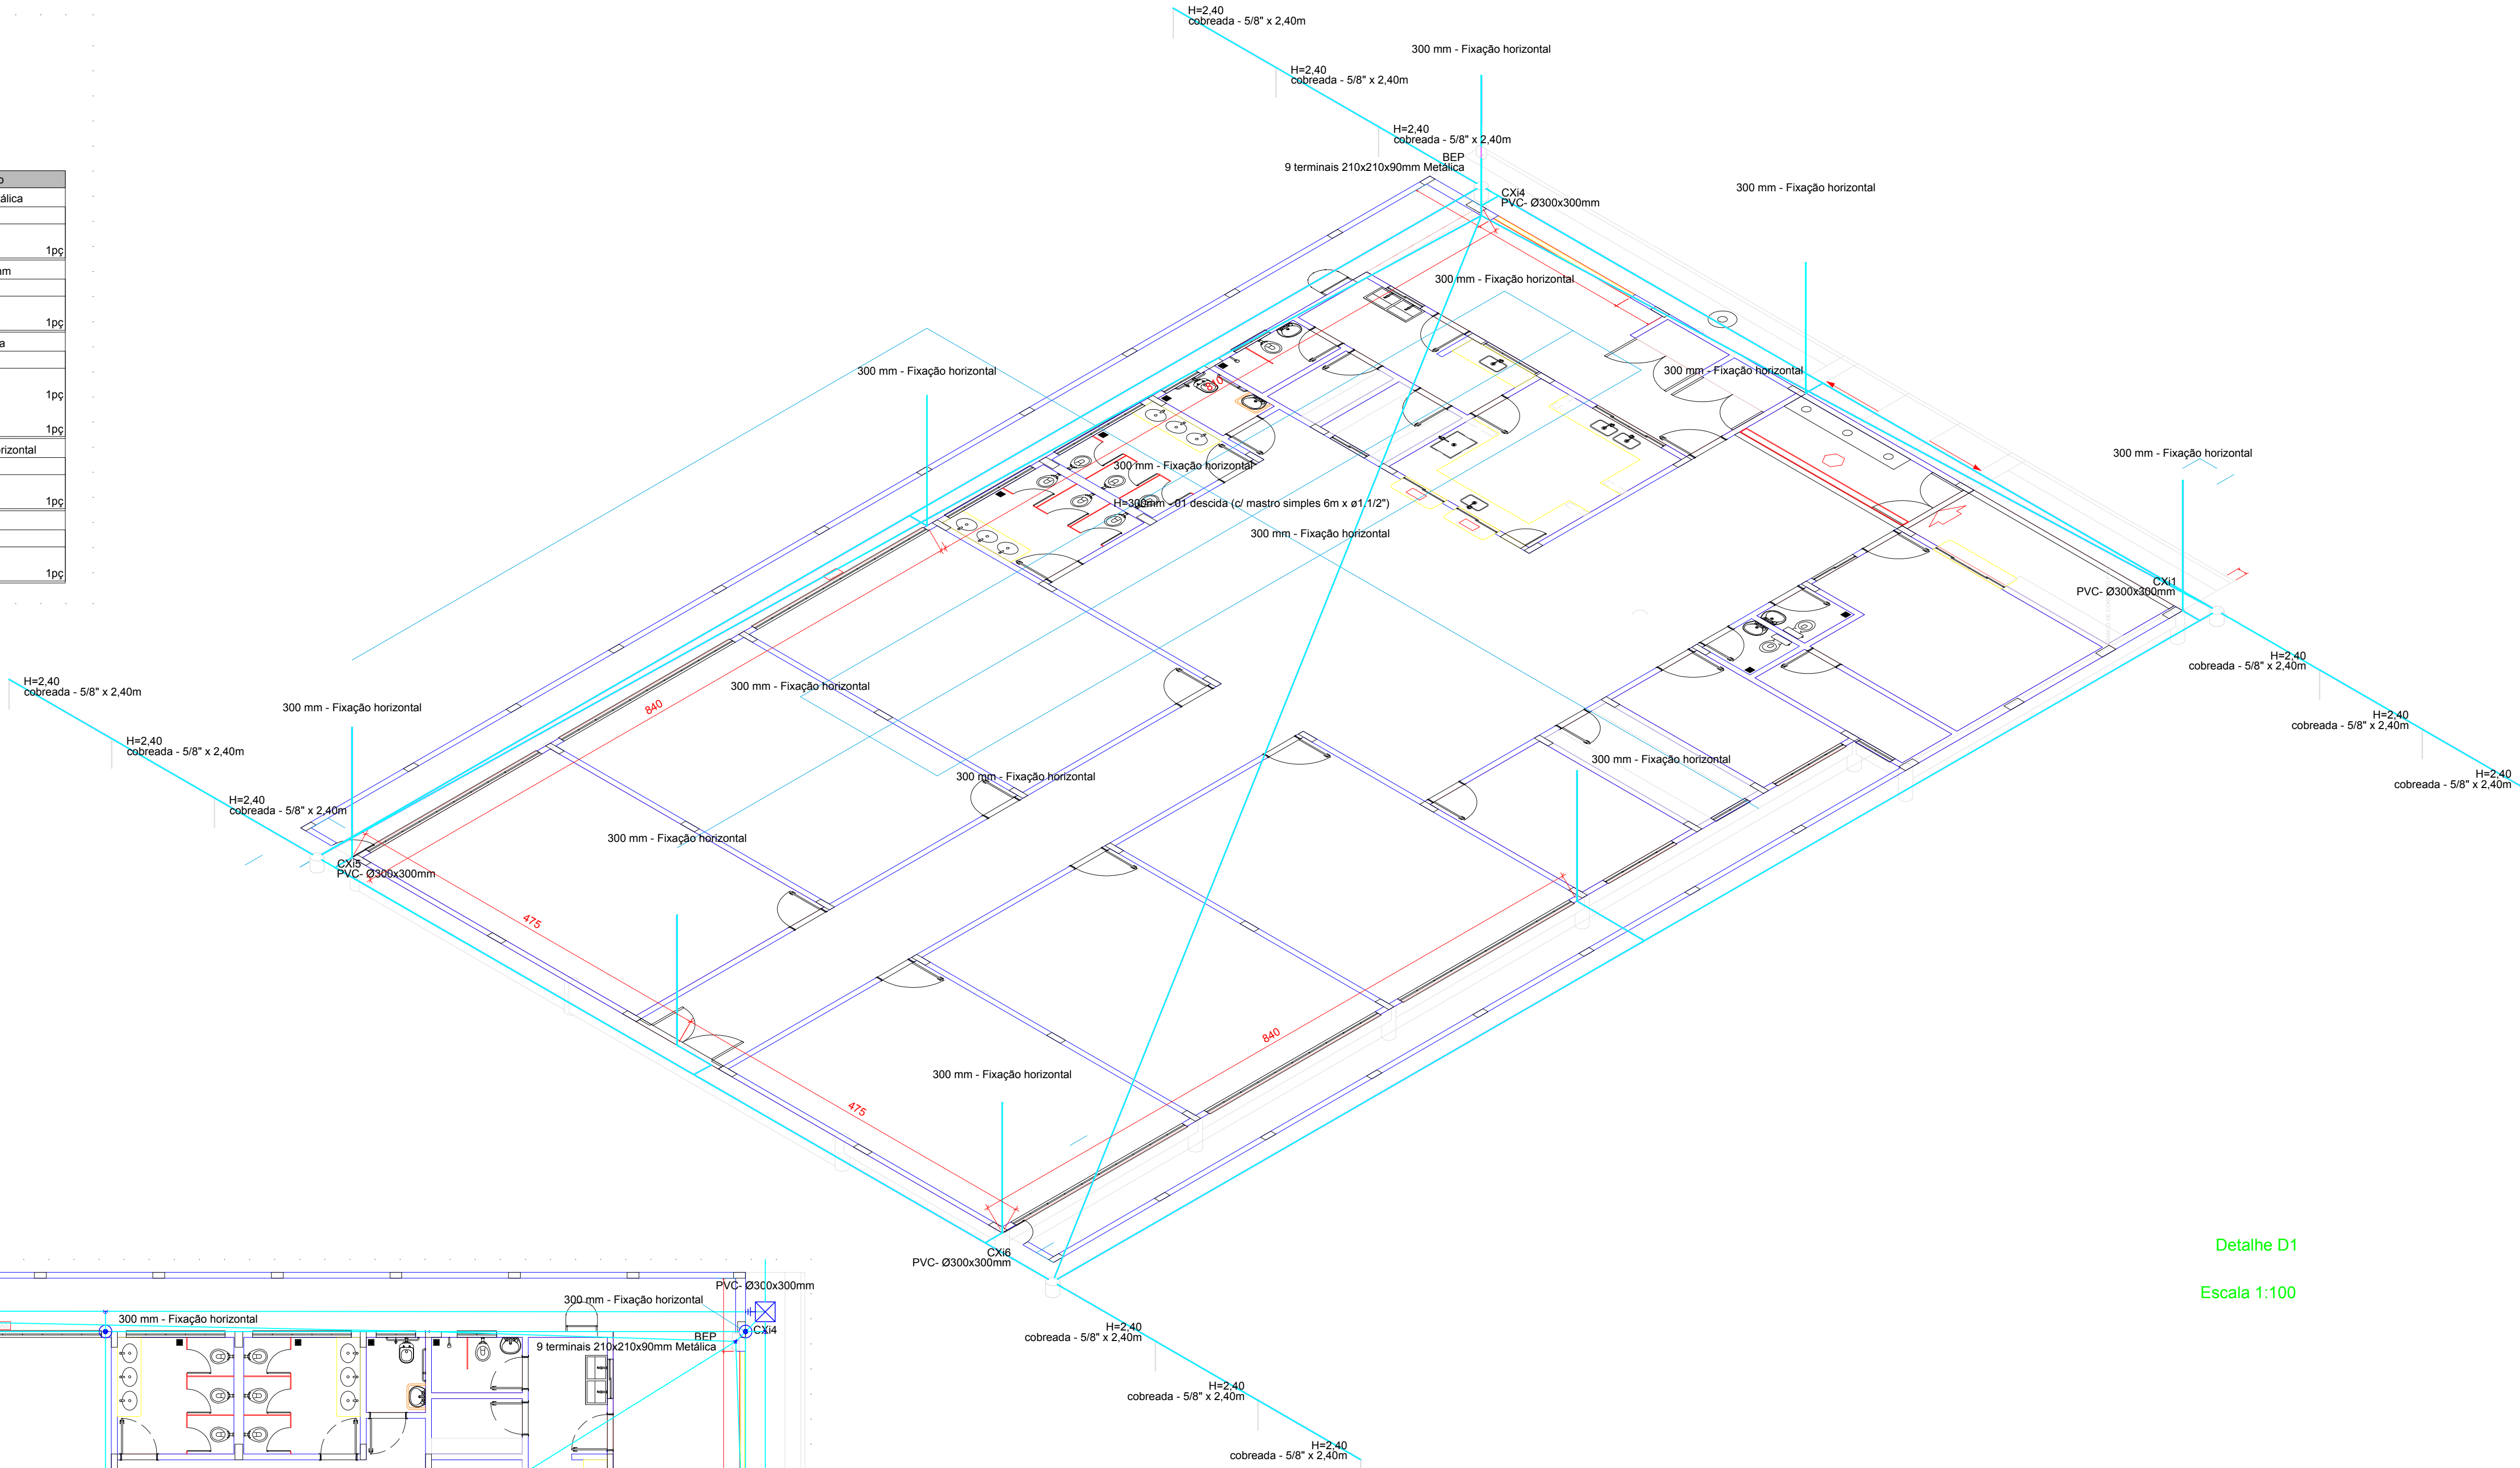 H=2,40
cobreada - 5/8" x 2,40m
300 mm - Fixação horizontal
H=2,40
cobreada - 5/8" x 2,40m
H=2,40
cobreada - 5/8" x 2,40m
BEP
9 terminais 210x210x90mm Metálica
CXi4
PVC- Ø300x300mm
300 mm - Fixação horizontal
o
álica
1pç
mm
1pç
a
1pç
1pç
rizontal
1pç
1pç
300 mm - Fixação horizontal
300 mm - Fixação horizontal
300 mm - Fixação horizontal
810
300 mm - Fixação horizontal
300 mm - Fixação horizontal
H=300mm - 01 descida (c/ mastro simples 6m x ø1.1/2")
300 mm - Fixação horizontal
CXi1
PVC- Ø300x300mm
H=2,40
cobreada - 5/8" x 2,40m
H=2,40
cobreada - 5/8" x 2,40m
H=2,40
cobreada - 5/8" x 2,40m
H=2,40
cobreada - 5/8" x 2,40m
300 mm - Fixação horizontal
300 mm - Fixação horizontal
840
H=2,40
cobreada - 5/8" x 2,40m
H=2,40
cobreada - 5/8" x 2,40m
300 mm - Fixação horizontal
300 mm - Fixação horizontal
300 mm - Fixação horizontal
CXi5
PVC- Ø300x300mm
475
840
300 mm - Fixação horizontal
475
CXi6
PVC- Ø300x300mm
Detalhe D1
Escala 1:100
H=2,40
cobreada - 5/8" x 2,40m
H=2,40
cobreada - 5/8" x 2,40m
H=2,40
cobreada - 5/8" x 2,40m
PVC- Ø300x300mm
300 mm - Fixação horizontal
300 mm - Fixação horizontal
CXi4
BEP
9 terminais 210x210x90mm Metálica